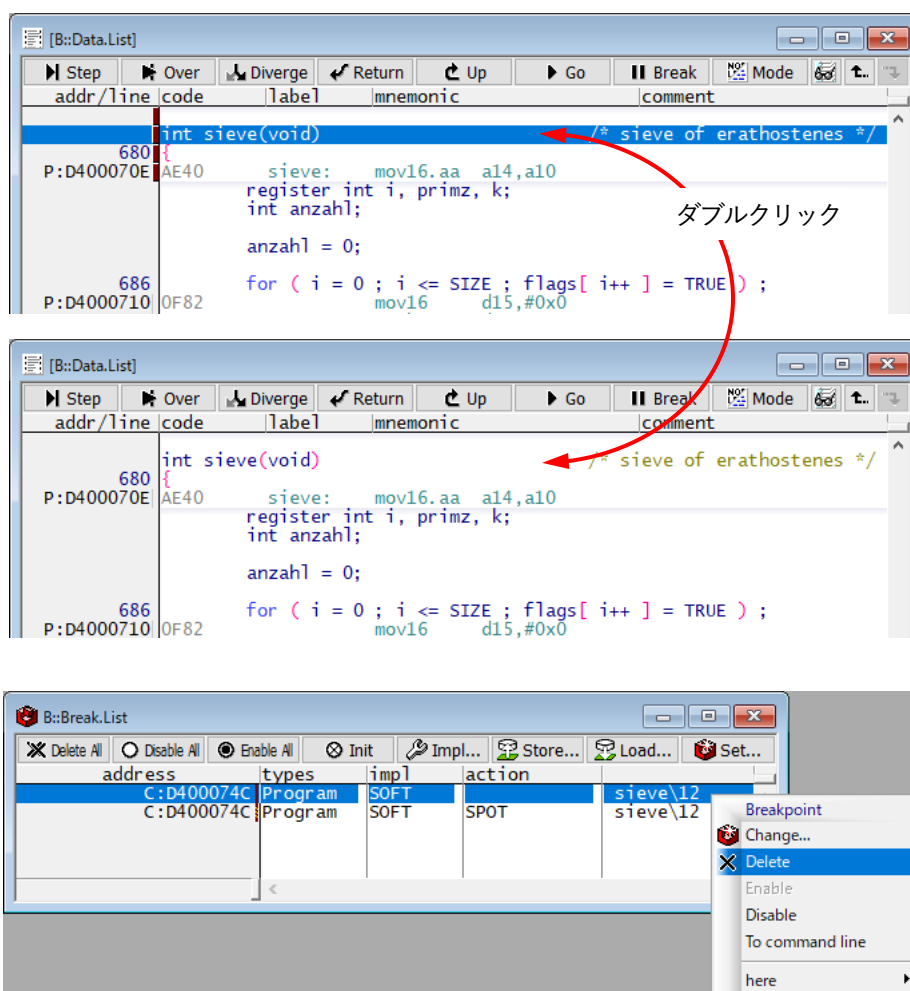 [B::Data.List]
Step Over Diverge Return Up Go Break Mode
addr/line code label mnemonic comment
int sieve(void) /* sieve of erathostenes */
680 {
P:D400070E AE40 sieve: mov16.aa a14,a10
register int i, primz, k;
int anzahl;
ダブルクリック
anzahl = 0;
686 for ( i = 0 ; i <= SIZE ; flags[ i++ ] = TRUE ) ;
P:D4000710 0F82 mov16 d15,#0x0
[B::Data.List]
Step Over Diverge Return Up Go Break Mode
addr/line code label mnemonic comment
int sieve(void) /* sieve of erathostenes */
680 {
P:D400070E AE40 sieve: mov16.aa a14,a10
register int i, primz, k;
int anzahl;
anzahl = 0;
686 for ( i = 0 ; i <= SIZE ; flags[ i++ ] = TRUE ) ;
P:D4000710 0F82 mov16 d15,#0x0
B::Break.List
Delete All Disable All Enable All Init Impl... Store... Load... Set...
address types impl action
C:D400074C Program SOFT sieve\12
C:D400074C Program SOFT SPOT sieve\12
Breakpoint
Change...
Delete
Enable
Disable
To command line
here